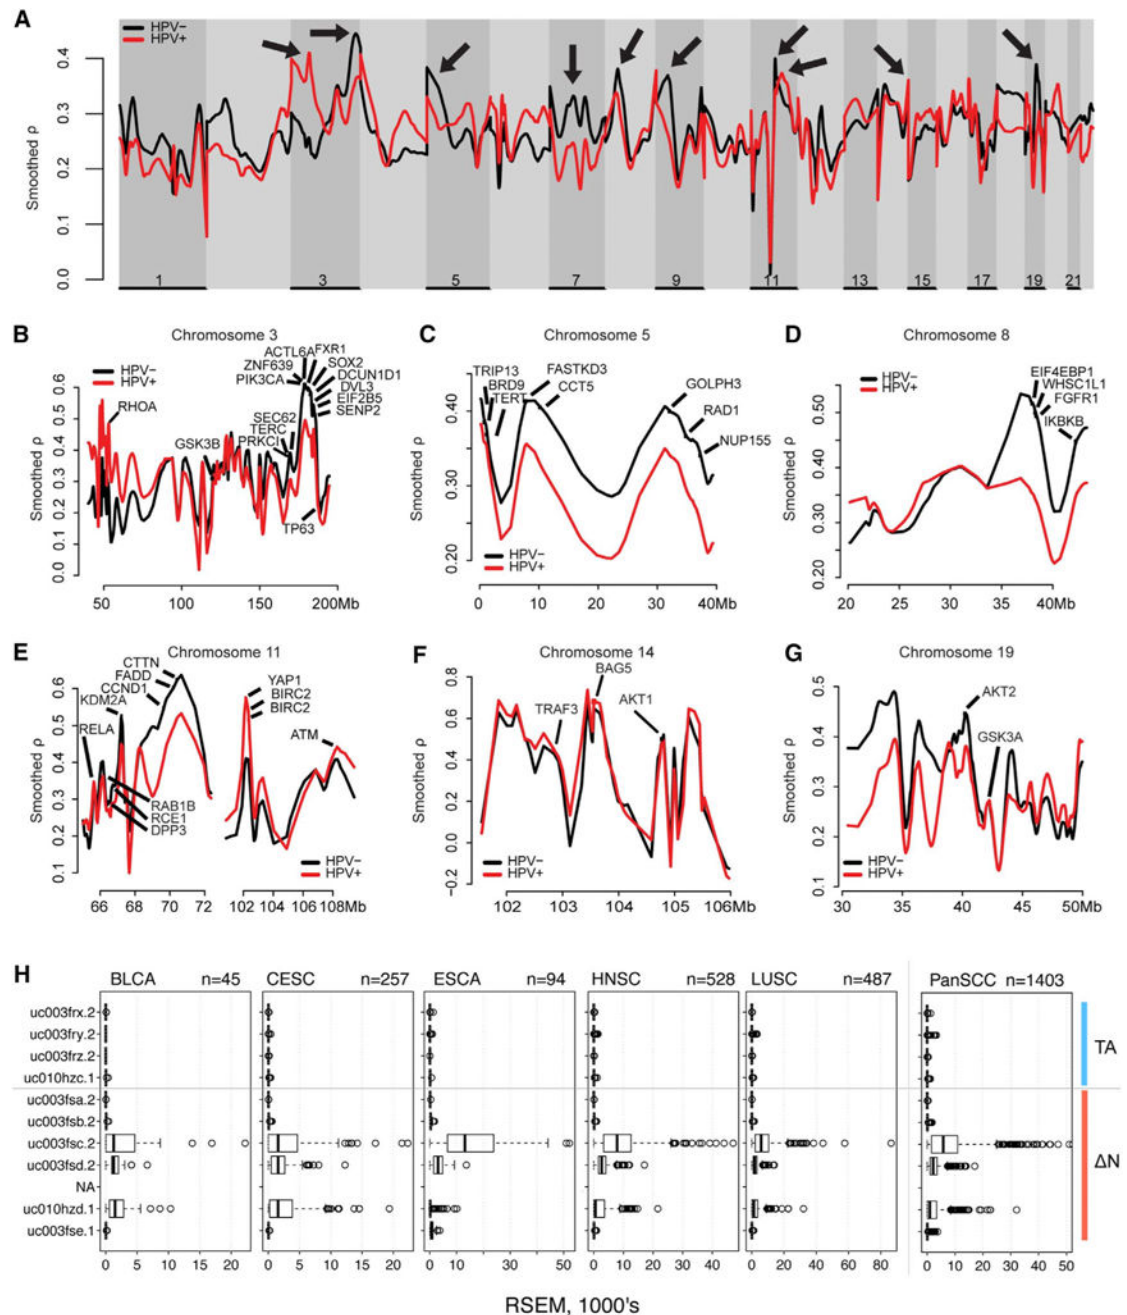 A
HPV−
HPV+
Smoothed ρ
0.4
0.3
0.2
0.1
0.0
1 3 5 7 9 11 13 15 17 19 21
B
Chromosome 3
HPV−
HPV+
ACTL6A FXR1
ZNF639 SOX2
PIK3CA DCUN1D1
DVL3
EIF2B5
SENP2
RHOA
SEC62
TERC
GSK3B PRKCI
TP63
Smoothed ρ
0.6
0.5
0.4
0.3
0.2
0.1
0.0
50 100 150 200Mb
C
Chromosome 5
TRIP13 FASTKD3
BRD9 CCT5
TERT
GOLPH3
RAD1
NUP155
Smoothed ρ
0.40
0.30
0.20
HPV−
HPV+
0 10 20 30 40Mb
D
Chromosome 8
HPV−
HPV+
EIF4EBP1
WHSC1L1
FGFR1
IKBKB
Smoothed ρ
0.50
0.40
0.30
0.20
20 25 30 35 40Mb
E
Chromosome 11
CTTN
FADD
CCND1
KDM2A
RELA
YAP1
BIRC2
BIRC2
ATM
RAB1B
RCE1
DPP3
Smoothed ρ
0.6
0.5
0.4
0.3
0.2
0.1
HPV−
HPV+
66 68 70 72 102 104 106 108Mb
F
Chromosome 14
BAG5
TRAF3
AKT1
Smoothed ρ
0.8
0.6
0.4
0.2
0.0
−0.2
HPV−
HPV+
102 103 104 105 106Mb
G
Chromosome 19
AKT2
GSK3A
Smoothed ρ
0.5
0.4
0.3
0.2
0.1
HPV−
HPV+
30 35 40 45 50Mb
H
BLCA n=45
CESC n=257
ESCA n=94
HNSC n=528
LUSC n=487
PanSCC n=1403
uc003frx.2
uc003fry.2
uc003frz.2
uc010hzc.1
uc003fsa.2
uc003fsb.2
uc003fsc.2
uc003fsd.2
NA
uc010hzd.1
uc003fse.1
TA
ΔN
0 5 10 15 20
0 5 10 15 20
0 10 30 50
0 10 20 30 40
0 20 40 60 80
0 10 20 30 40 50
RSEM, 1000's